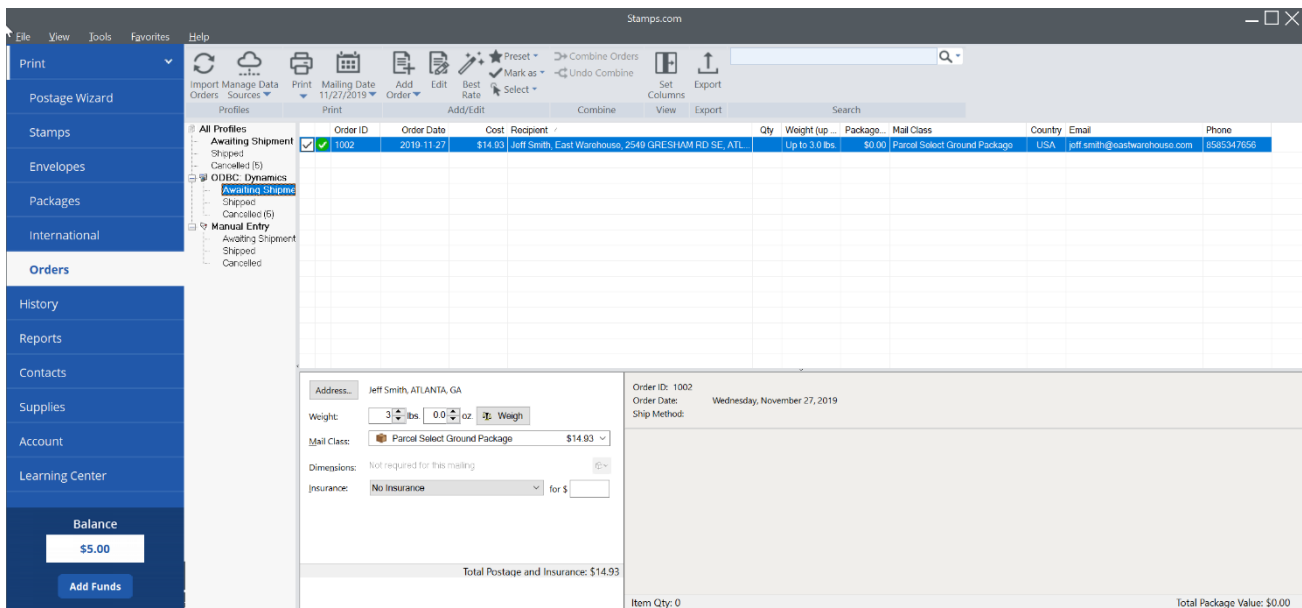 Stamps.com
File View Tools Favorites Help
Print
Postage Wizard
Stamps
Envelopes
Packages
International
Orders
History
Reports
Contacts
Supplies
Account
Learning Center
Balance
$5.00
Add Funds
Import Orders
Manage Data Sources
Profiles
Print
Mailing Date 11/27/2019
Print
Add Order
Edit
Best Rate
Preset
Mark as
Select
Add/Edit
Combine Orders
Undo Combine
Combine
Set Columns
View
Export
Export
Search
All Profiles
Awaiting Shipment
Shipped
Cancelled (5)
ODBC: Dynamics
Awaiting Shipme
Shipped
Cancelled (5)
Manual Entry
Awaiting Shipment
Shipped
Cancelled
Order ID Order Date Cost Recipient Qty Weight (up ... Package... Mail Class Country Email Phone
1002 2019-11-27 $14.93 Jeff Smith, East Warehouse, 2549 GRESHAM RD SE, ATL... Up to 3.0 lbs. $0.00 Parcel Select Ground Package USA jeff.smith@eastwarehouse.com 8585347656
Address... Jeff Smith, ATLANTA, GA
Weight: 3 lbs. 0.0 oz. Weigh
Mail Class: Parcel Select Ground Package $14.93
Dimensions: Not required for this mailing
Insurance: No Insurance for $
Total Postage and Insurance: $14.93
Order ID: 1002
Order Date: Wednesday, November 27, 2019
Ship Method:
Item Qty: 0 Total Package Value: $0.00